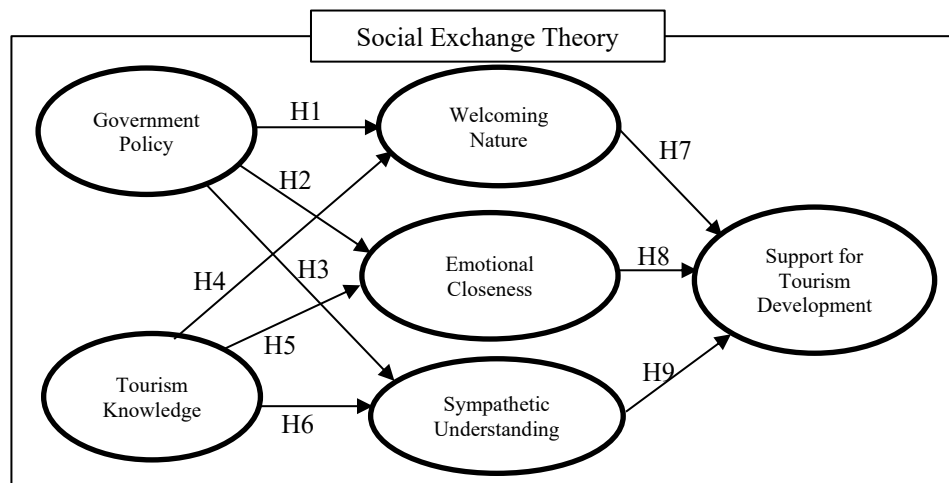 Social Exchange Theory
Government
Policy
H1
Welcoming
Nature
H7
H2
H4
H3
Emotional
Closeness
H8
Support for
Tourism
Development
H5
Tourism
Knowledge
H6
Sympathetic
Understanding
H9